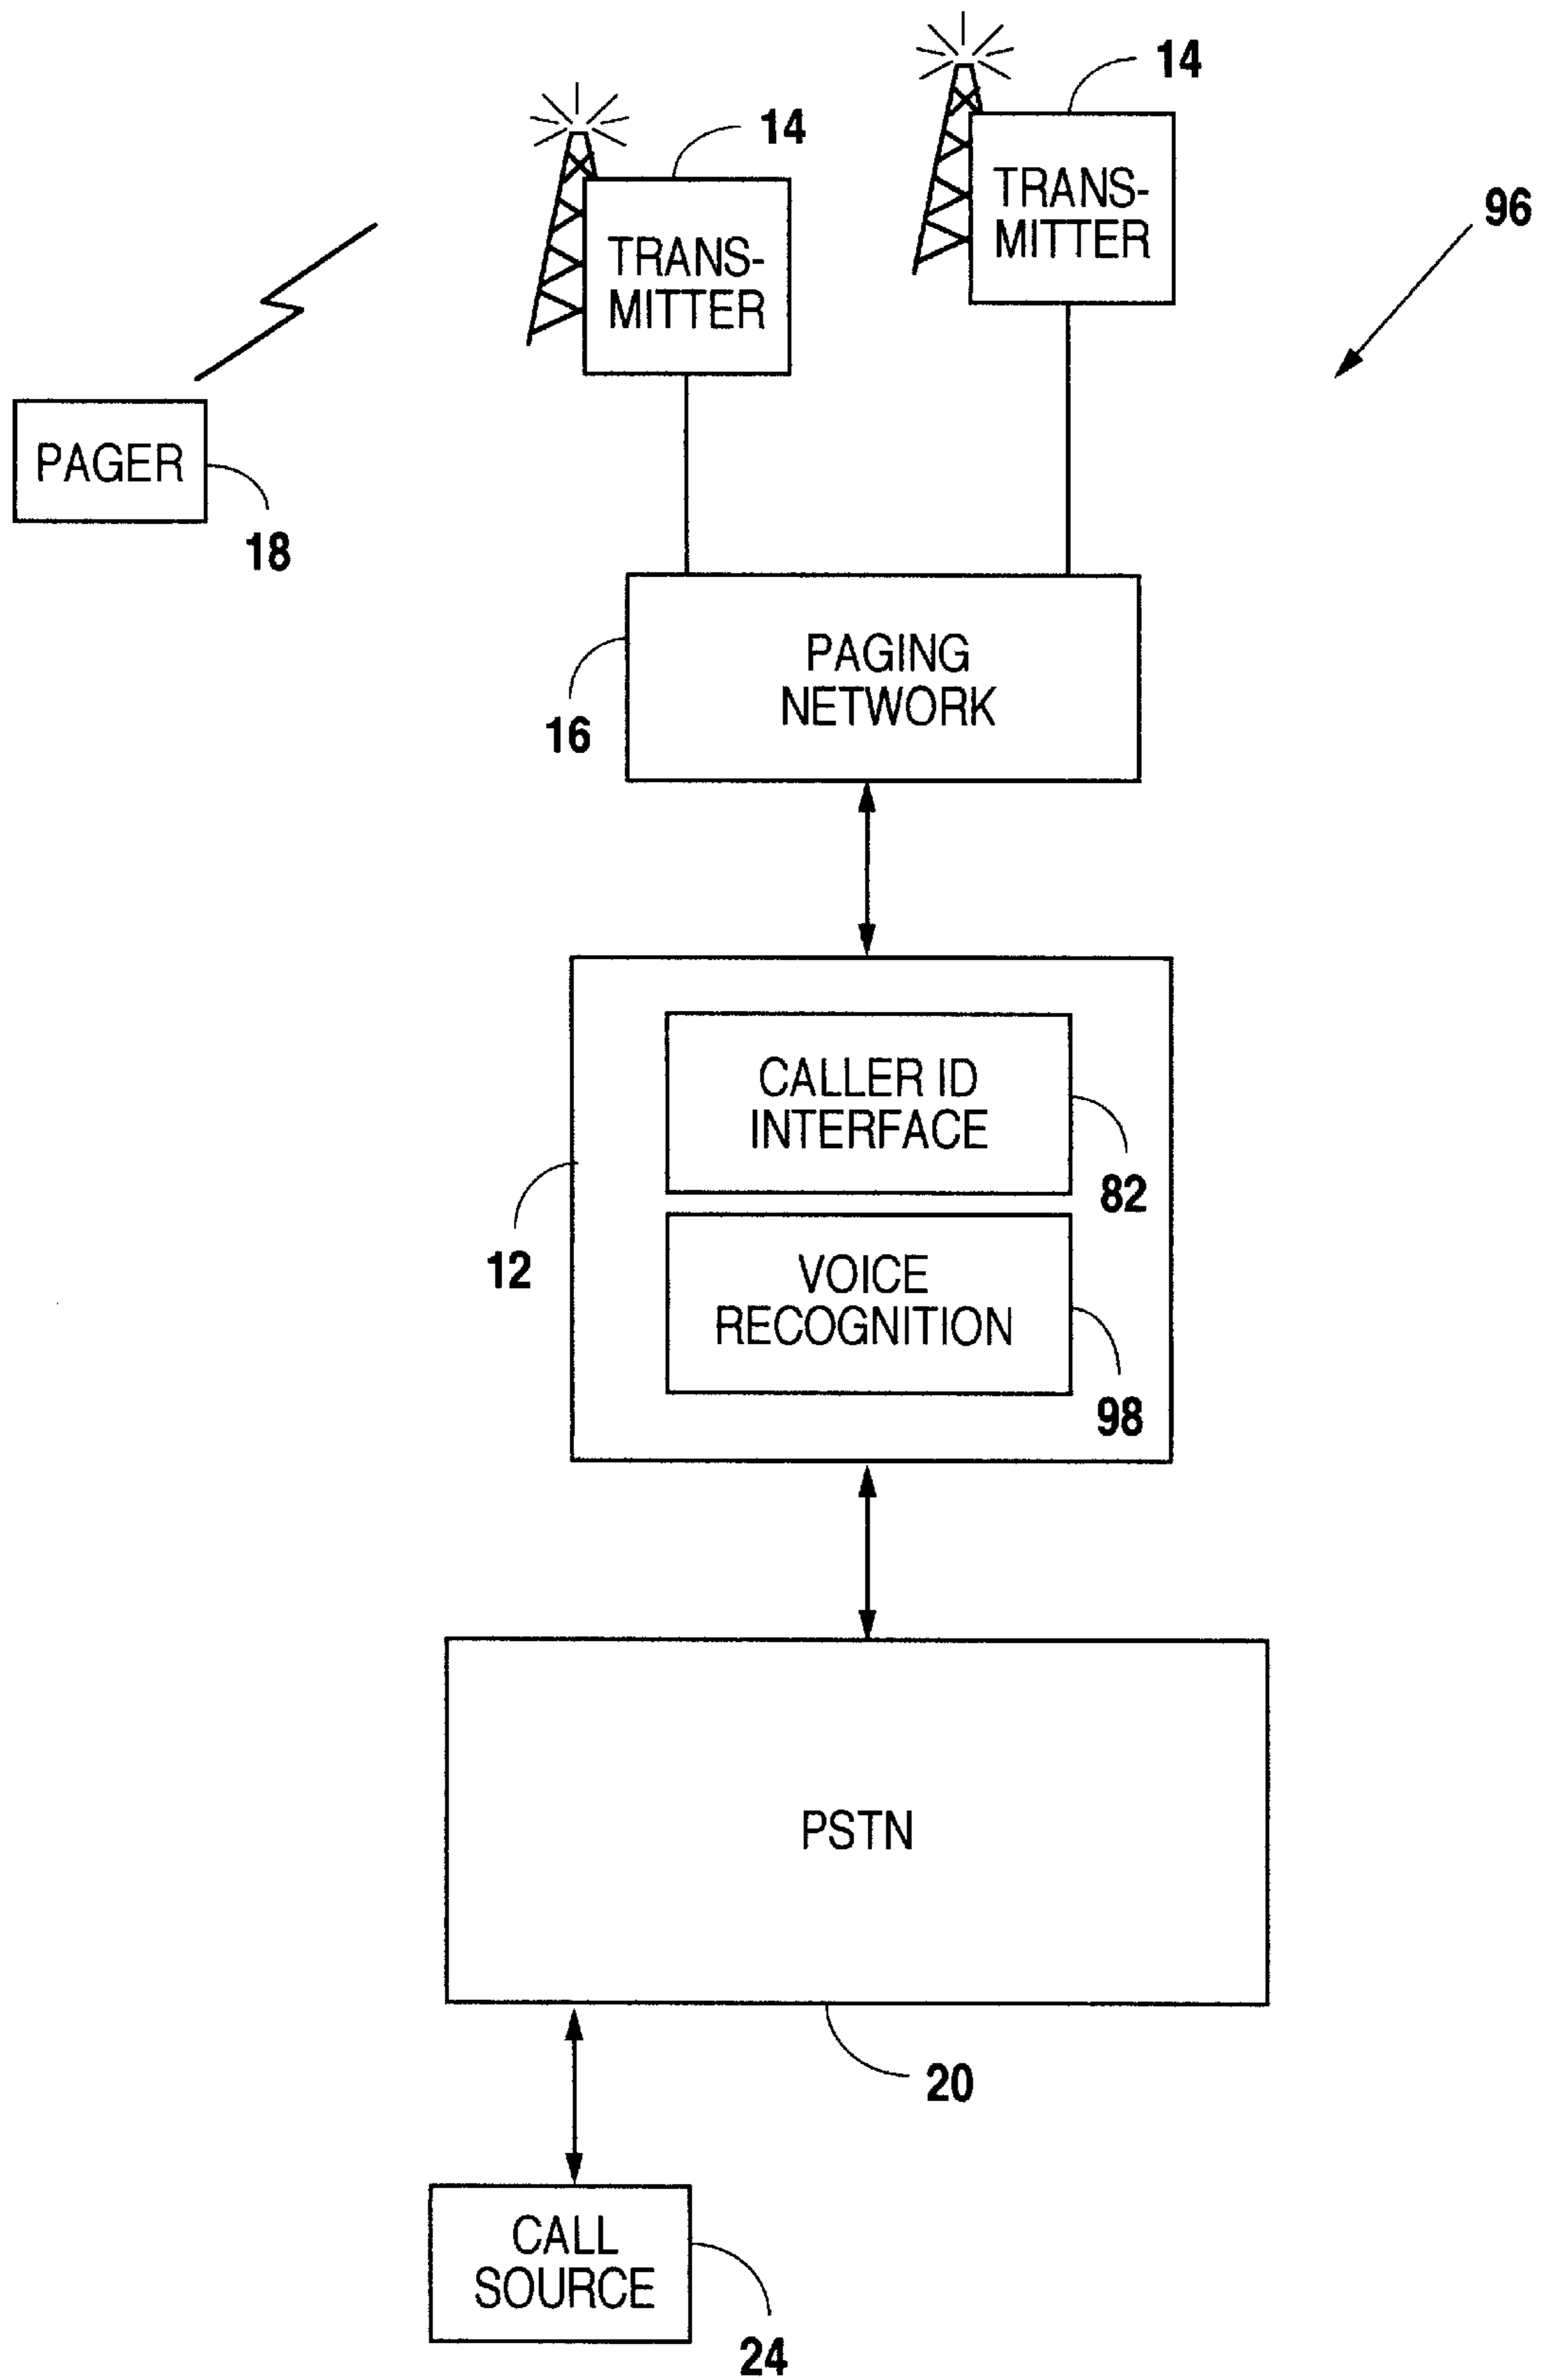 14
14
TRANS-
MITTER
TRANS-
MITTER
96
PAGER
18
PAGING
NETWORK
16
CALLER ID
INTERFACE
82
12
VOICE
RECOGNITION
98
PSTN
20
CALL
SOURCE
24